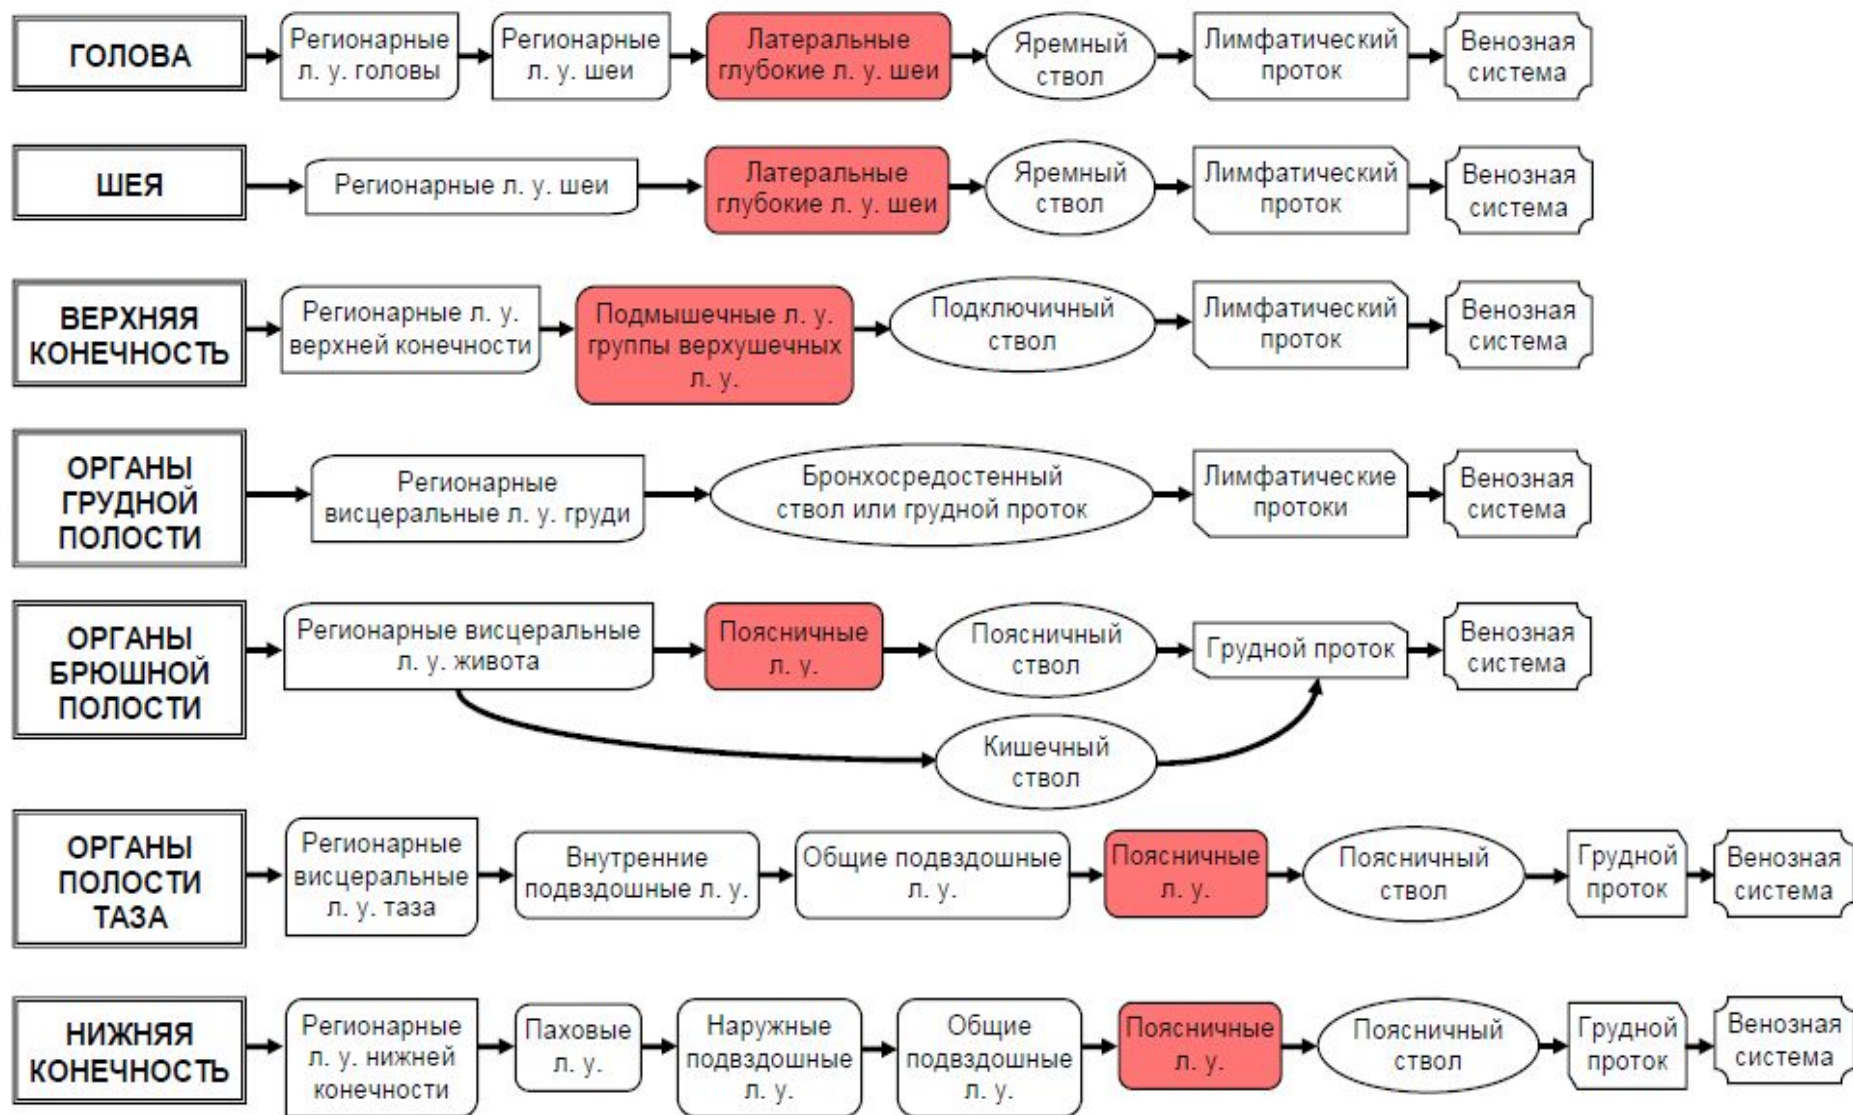 ГОЛОВА
Регионарные
л. у. головы
Регионарные
л. у. шеи
Латеральные
глубокие л. у. шеи
Яремный
ствол
Лимфатический
проток
Венозная
система
ШЕЯ
Регионарные л. у. шеи
Латеральные
глубокие л. у. шеи
Яремный
ствол
Лимфатический
проток
Венозная
система
ВЕРХНЯЯ
КОНЕЧНОСТЬ
Регионарные л. у.
верхней конечности
Подмышечные л. у.
группы верхушечных
л. у.
Подключичный
ствол
Лимфатический
проток
Венозная
система
ОРГАНЫ
ГРУДНОЙ
ПОЛОСТИ
Регионарные
висцеральные л. у. груди
Бронхосредостенный
ствол или грудной проток
Лимфатические
протоки
Венозная
система
ОРГАНЫ
БРЮШНОЙ
ПОЛОСТИ
Регионарные висцеральные
л. у. живота
Поясничные
л. у.
Поясничный
ствол
Грудной проток
Венозная
система
Кишечный
ствол
ОРГАНЫ
ПОЛОСТИ
ТАЗА
Регионарные
висцеральные
л. у. таза
Внутренние
подвздошные л. у.
Общие подвздошные
л. у.
Поясничные
л. у.
Поясничный
ствол
Грудной
проток
Венозная
система
НИЖНЯЯ
КОНЕЧНОСТЬ
Регионарные
л. у. нижней
конечности
Паховые
л. у.
Наружные
подвздошные
л. у.
Общие
подвздошные
л. у.
Поясничные
л. у.
Поясничный
ствол
Грудной
проток
Венозная
система